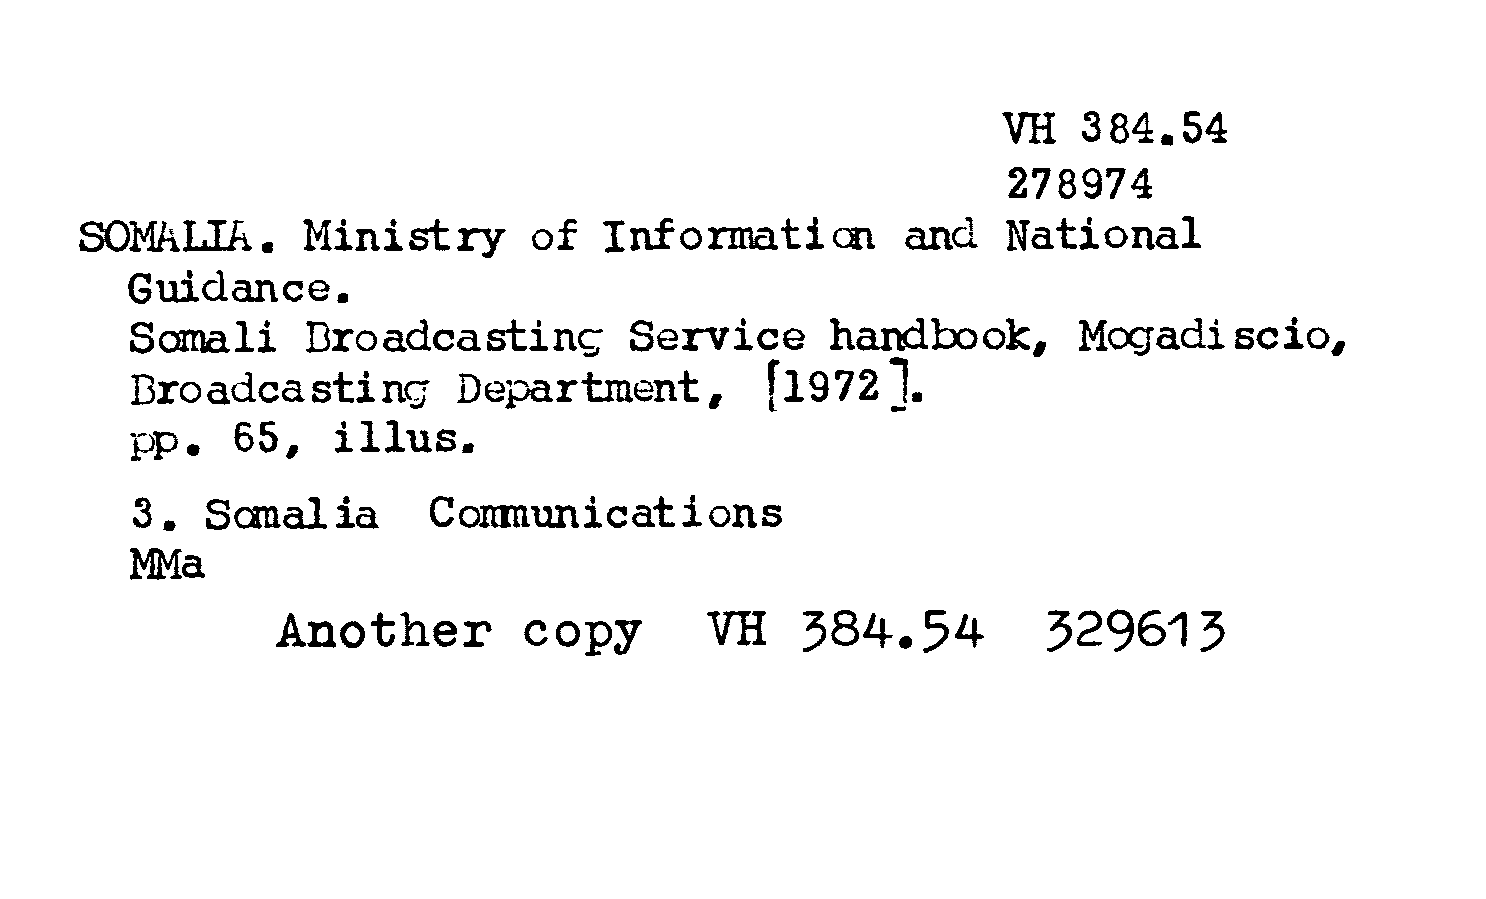 VH 384.54
278974
SOMALIA. Ministry of Information and National
Guidance.
Somali Broadcasting Service handbook, Mogadiscio,
Broadcasting Department, [1972].
pp. 65, illus.
3. Somalia Communications
MMa
Another copy VH 384.54 329613